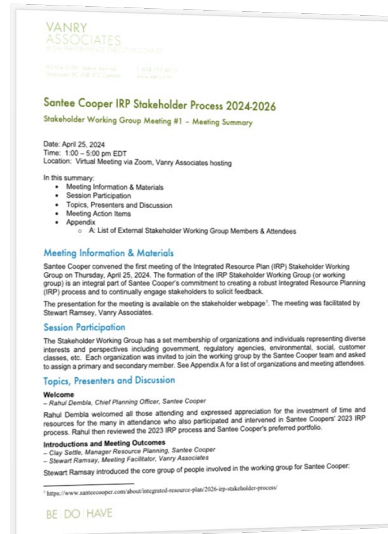 VANRY
ASSOCIATES
Santee Cooper IRP Stakeholder Process 2024-2026
Stakeholder Working Group Meeting #1 – Meeting Summary
Date: April 25, 2024
Time: 1:00 – 5:00 pm EDT
Location: Virtual Meeting via Zoom, Vanry Associates hosting
In this summary:
• Meeting Information & Materials
• Session Participation
• Topics, Presenters and Discussion
• Meeting Action Items
• Appendix
o A: List of External Stakeholder Working Group Members & Attendees
Meeting Information & Materials
Santee Cooper convened the first meeting of the Integrated Resource Plan (IRP) Stakeholder Working
Group on Thursday, April 25, 2024. The formation of the IRP Stakeholder Working Group (or working
group) is an integral part of Santee Cooper's commitment to creating a robust Integrated Resource Planning
(IRP) process and to continually engage stakeholders to solicit feedback.
The presentation for the meeting is available on the stakeholder webpage¹. The meeting was facilitated by
Stewart Ramsey, Vanry Associates.
Session Participation
The Stakeholder Working Group has a set membership of organizations and individuals representing diverse
interests and perspectives including government, regulatory agencies, environmental, social, customer
classes, etc. Each organization was invited to join the working group by the Santee Cooper team and asked
to assign a primary and secondary member. See Appendix A for a list of organizations and meeting attendees.
Topics, Presenters and Discussion
Welcome
– Rahul Dembla, Chief Planning Officer, Santee Cooper
Rahul Dembla welcomed all those attending and expressed appreciation for the investment of time and
resources for the many in attendance who also participated and intervened in Santee Coopers' 2023 IRP
process. Rahul then reviewed the 2023 IRP process and Santee Cooper's preferred portfolio.
Introductions and Meeting Outcomes
– Clay Settle, Manager Resource Planning, Santee Cooper
– Stewart Ramsey, Meeting Facilitator, Vanry Associates
Stewart Ramsey introduced the core group of people involved in the working group for Santee Cooper:
¹ https://www.santeecooper.com/about/integrated-resource-plan/2026-irp-stakeholder-process/
BE DO HAVE